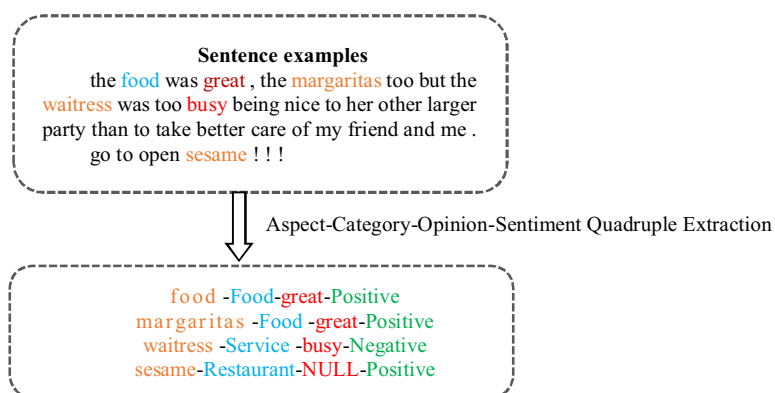 Sentence examples
the food was great , the margaritas too but the
waitress was too busy being nice to her other larger
party than to take better care of my friend and me .
go to open sesame ! ! !
Aspect-Category-Opinion-Sentiment Quadruple Extraction
food -Food-great-Positive
margaritas -Food -great-Positive
waitress -Service -busy-Negative
sesame-Restaurant-NULL-Positive